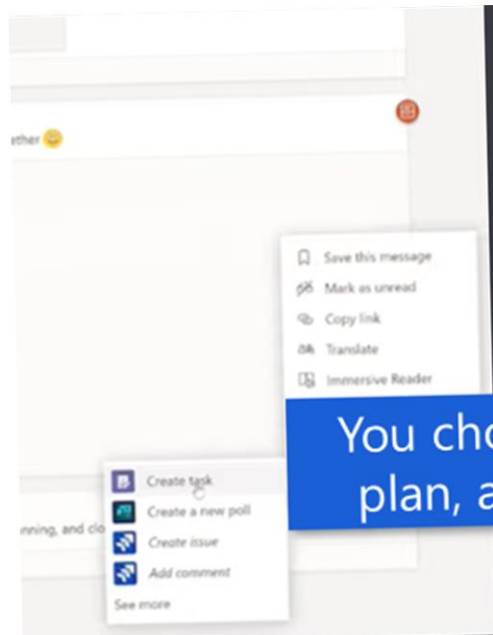 ether
Save this message
Mark as unread
Copy link
Translate
Immersive Reader
You cho
plan, a
Create task
Create a new poll
nning, and clo
Create issue
Add comment
See more